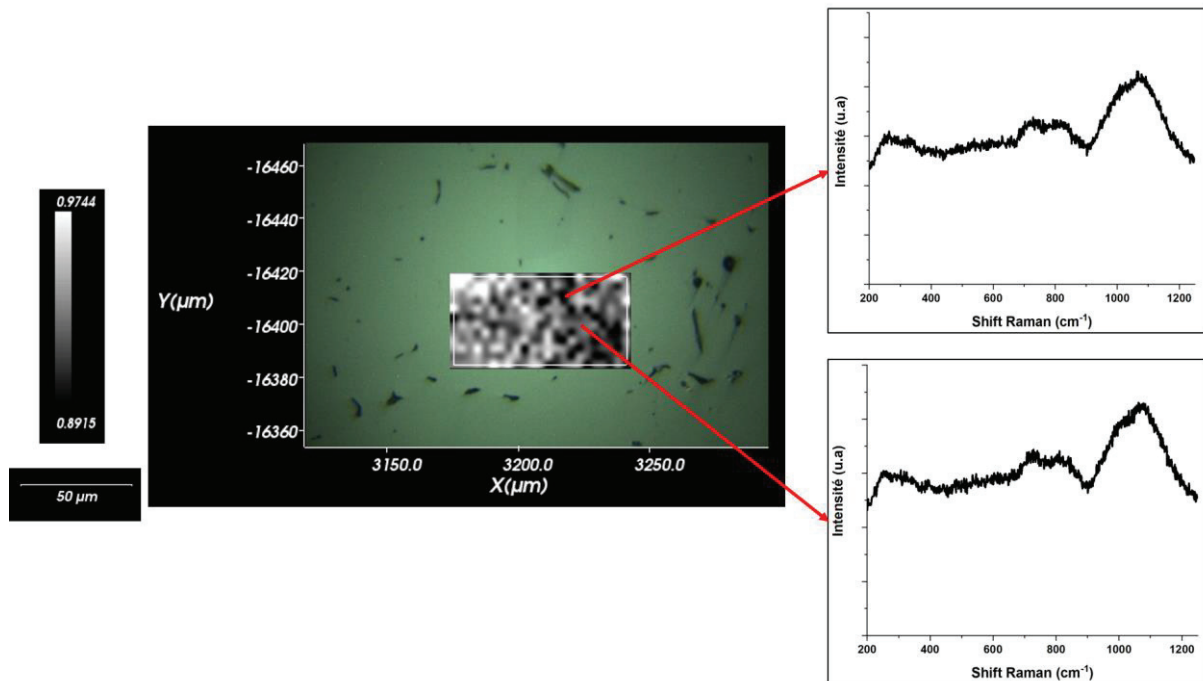 0.9744
0.8915
50 µm
-16460
-16440
-16420
Y(µm)
-16400
-16380
-16360
3150.0 3200.0 3250.0
X(µm)
Intensité (u.a)
200 400 600 800 1000 1200
Shift Raman (cm⁻¹)
Intensité (u.a)
200 400 600 800 1000 1200
Shift Raman (cm⁻¹)